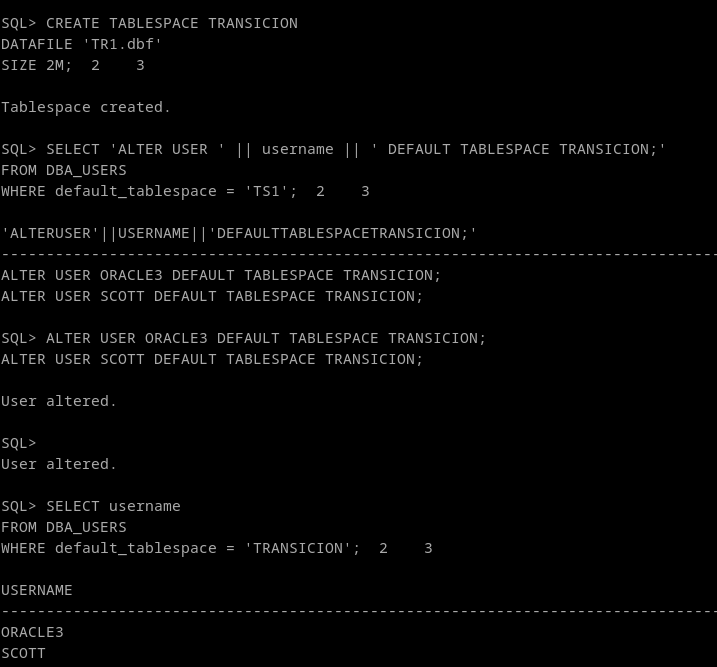 SQL> CREATE TABLESPACE TRANSICION
DATAFILE 'TR1.dbf'
SIZE 2M;  2    3
Tablespace created.
SQL> SELECT 'ALTER USER ' || username || ' DEFAULT TABLESPACE TRANSICION;'
FROM DBA_USERS
WHERE default_tablespace = 'TS1';  2    3
'ALTERUSER'||USERNAME||'DEFAULTTABLESPACETRANSICION;'
--------------------------------------------------------------------------------
ALTER USER ORACLE3 DEFAULT TABLESPACE TRANSICION;
ALTER USER SCOTT DEFAULT TABLESPACE TRANSICION;
SQL> ALTER USER ORACLE3 DEFAULT TABLESPACE TRANSICION;
ALTER USER SCOTT DEFAULT TABLESPACE TRANSICION;
User altered.
SQL>
User altered.
SQL> SELECT username
FROM DBA_USERS
WHERE default_tablespace = 'TRANSICION';  2    3
USERNAME
--------------------------------------------------------------------------------
ORACLE3
SCOTT